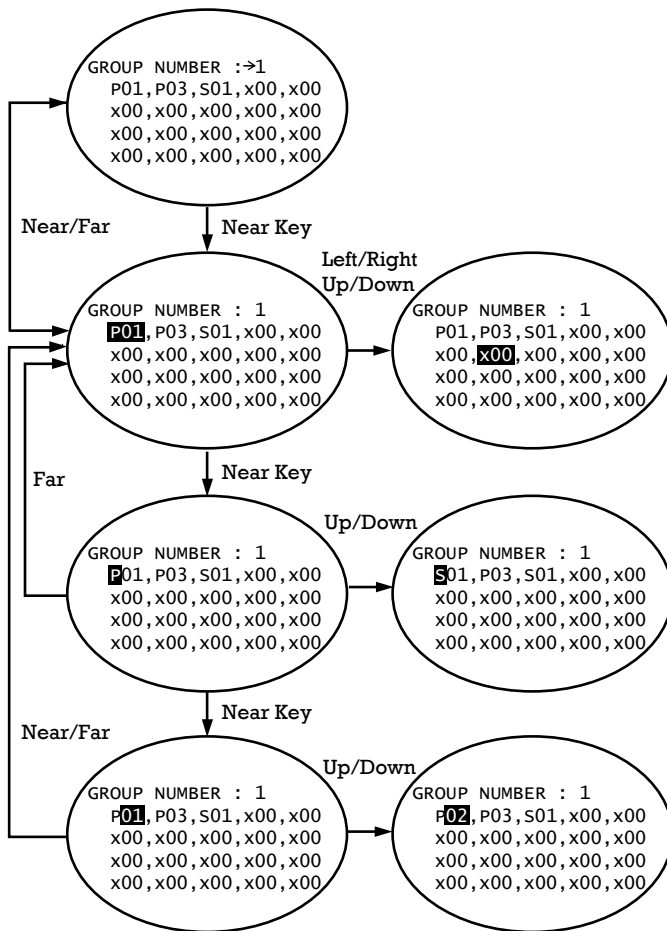 GROUP NUMBER :→1
P01,P03,S01,x00,x00
x00,x00,x00,x00,x00
x00,x00,x00,x00,x00
x00,x00,x00,x00,x00
Near/Far
Near Key
Left/Right
Up/Down
GROUP NUMBER : 1
P01,P03,S01,x00,x00
x00,x00,x00,x00,x00
x00,x00,x00,x00,x00
x00,x00,x00,x00,x00
GROUP NUMBER : 1
P01,P03,S01,x00,x00
x00,x00,x00,x00,x00
x00,x00,x00,x00,x00
x00,x00,x00,x00,x00
Far
Near Key
Up/Down
GROUP NUMBER : 1
P01,P03,S01,x00,x00
x00,x00,x00,x00,x00
x00,x00,x00,x00,x00
x00,x00,x00,x00,x00
GROUP NUMBER : 1
S01,P03,S01,x00,x00
x00,x00,x00,x00,x00
x00,x00,x00,x00,x00
x00,x00,x00,x00,x00
Near/Far
Near Key
Up/Down
GROUP NUMBER : 1
P01,P03,S01,x00,x00
x00,x00,x00,x00,x00
x00,x00,x00,x00,x00
x00,x00,x00,x00,x00
GROUP NUMBER : 1
P02,P03,S01,x00,x00
x00,x00,x00,x00,x00
x00,x00,x00,x00,x00
x00,x00,x00,x00,x00